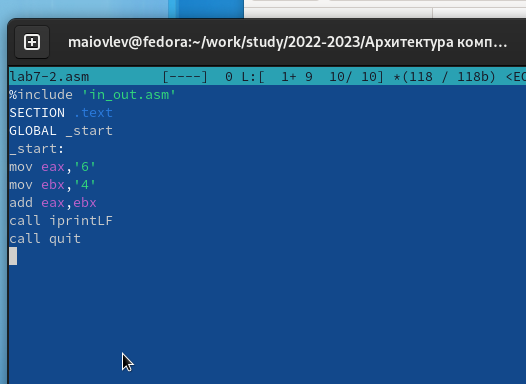 maiovlev@fedora:~/work/study/2022-2023/Архитектура комп...
lab7-2.asm [----] 0 L:[ 1+ 9 10/ 10] *(118 / 118b) <EO
%include 'in_out.asm'
SECTION .text
GLOBAL _start
_start:
mov eax,'6'
mov ebx,'4'
add eax,ebx
call iprintLF
call quit